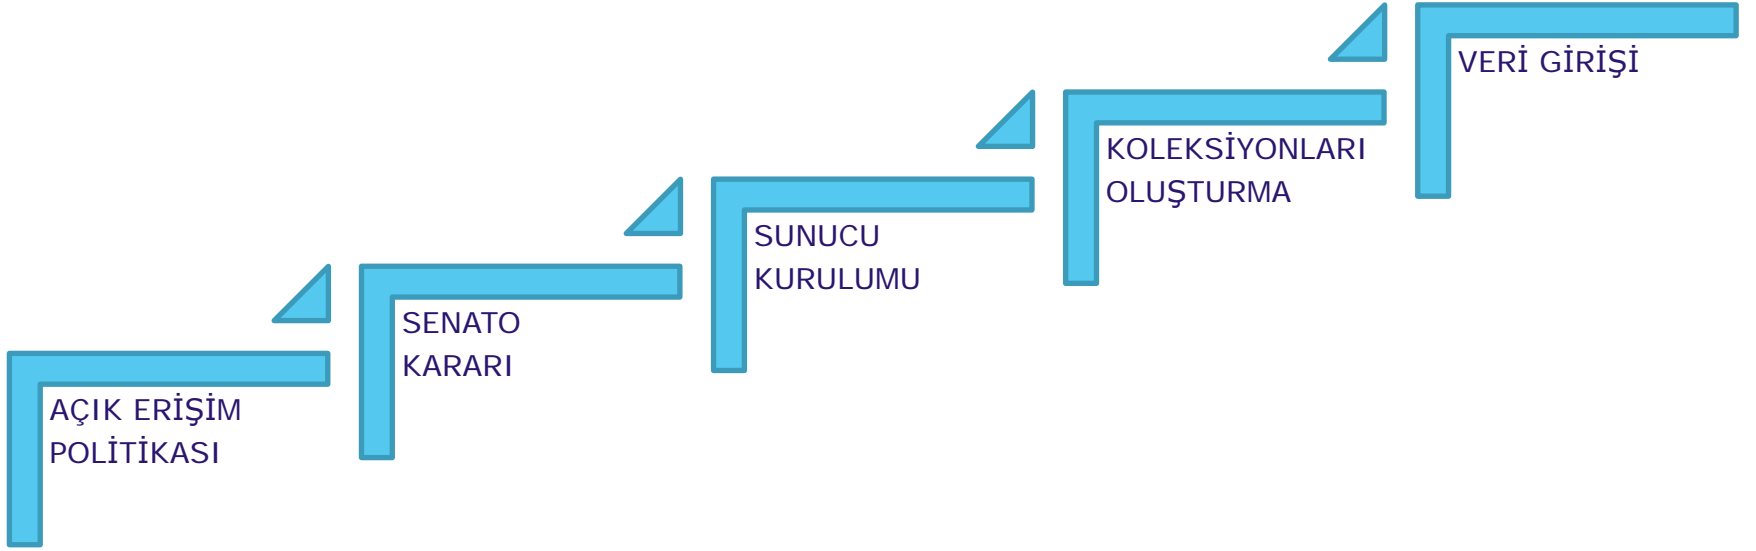 AÇIK ERİŞİM
POLİTİKASI
SENATO
KARARI
SUNUCU
KURULUMU
KOLEKSİYONLARI
OLUŞTURMA
VERİ GİRİŞİ